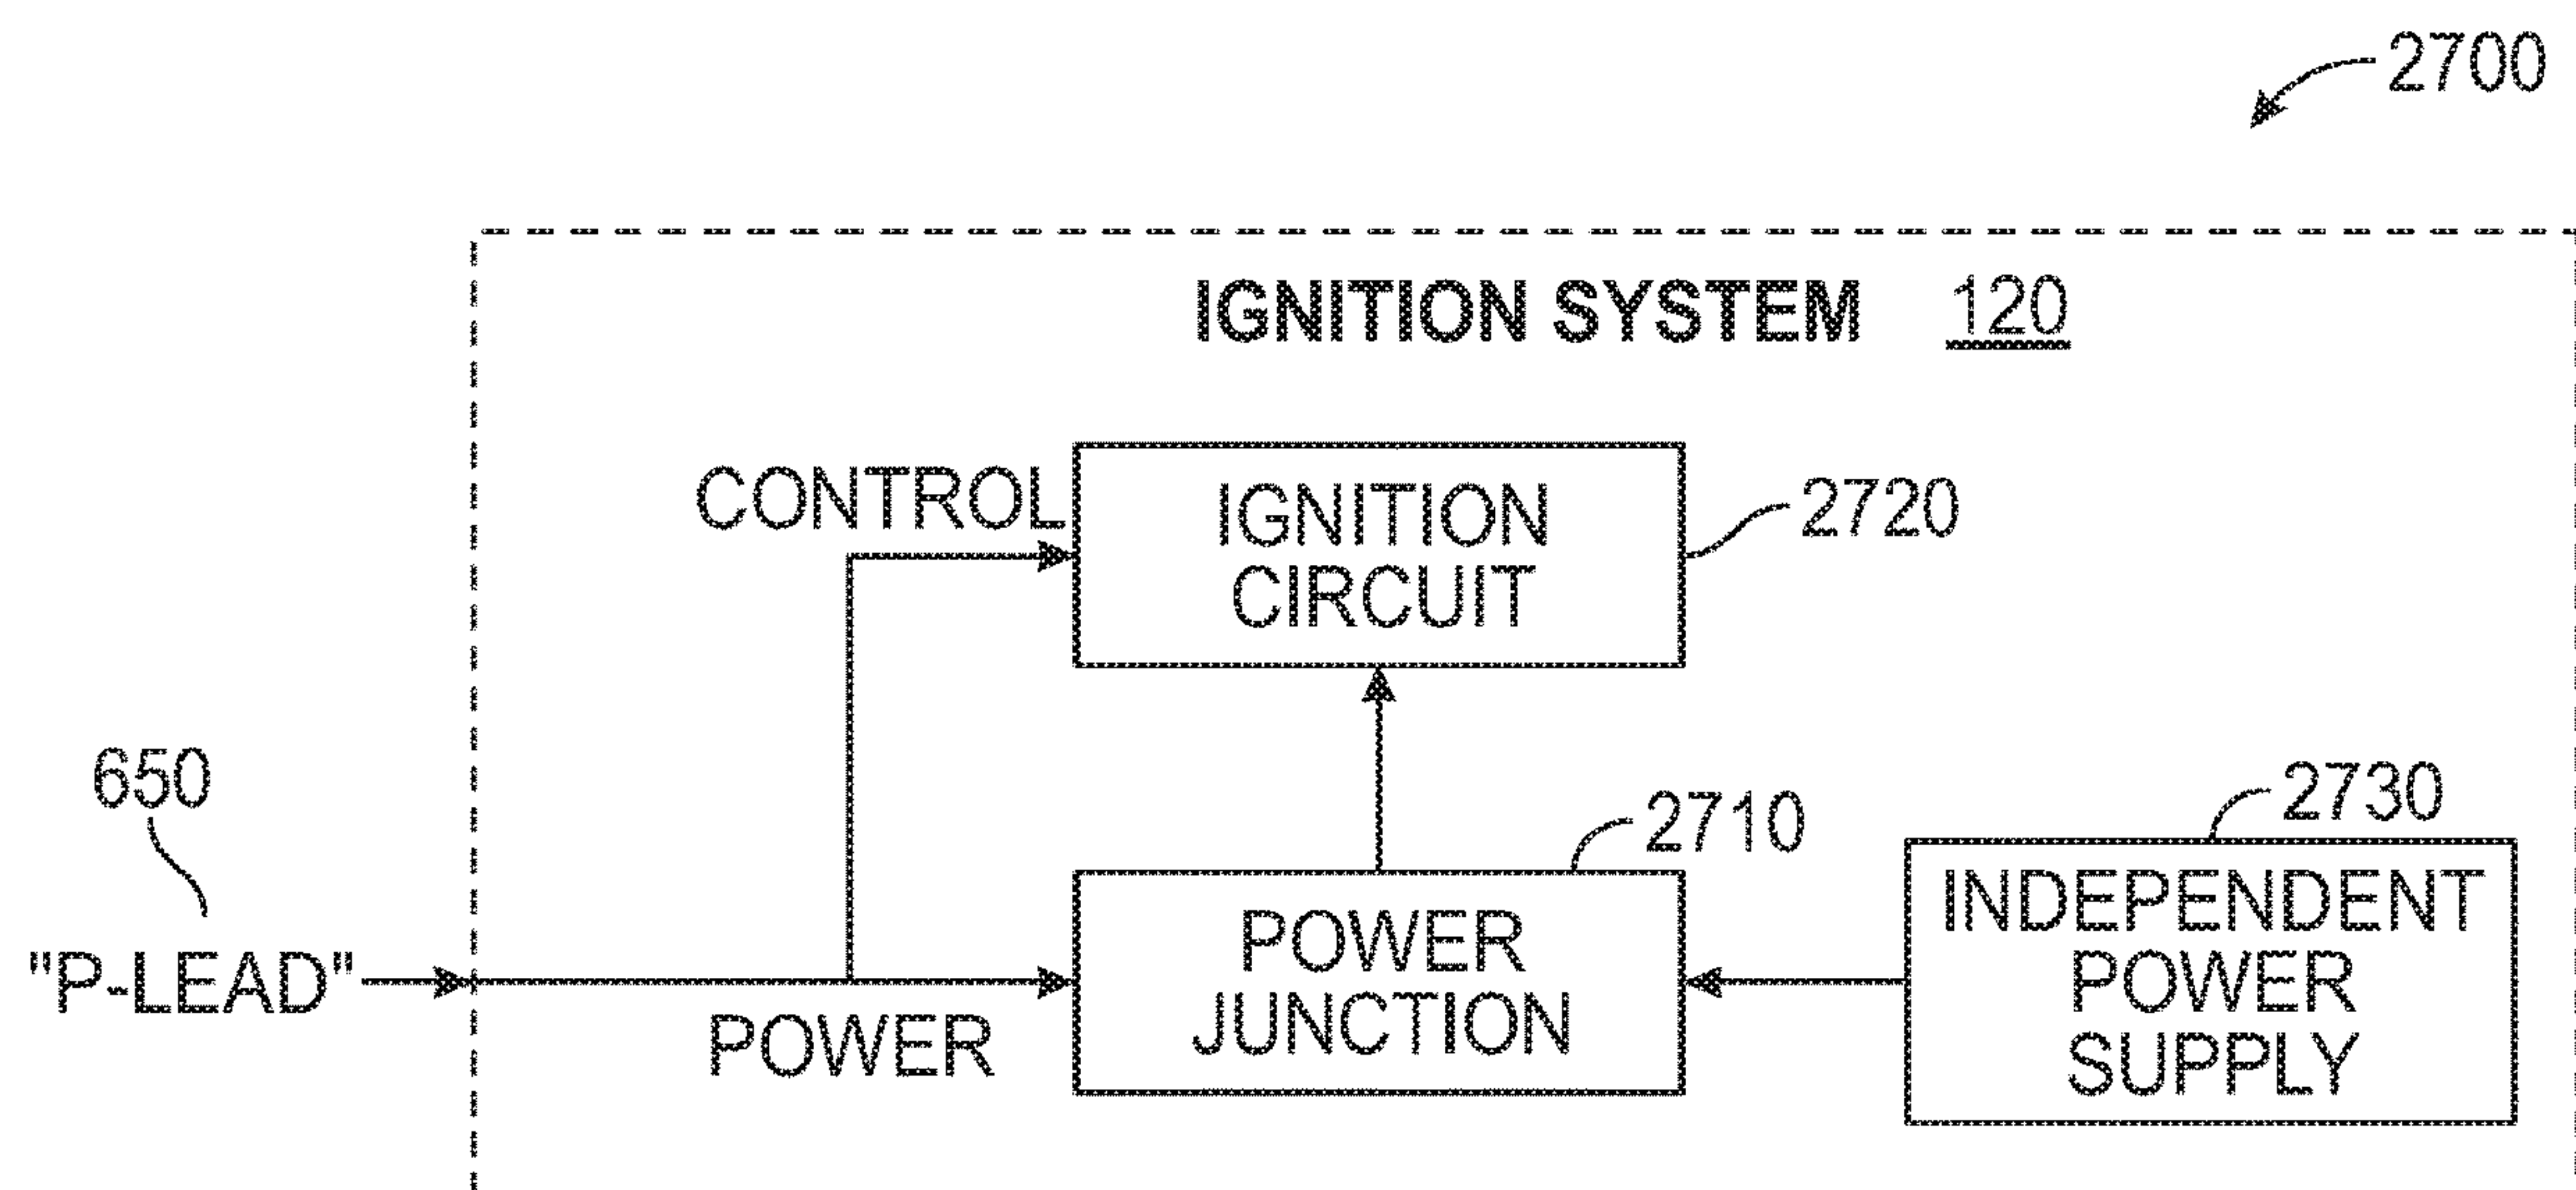 2700
IGNITION SYSTEM 120
CONTROL
IGNITION
CIRCUIT
2720
650
"P-LEAD"
POWER
2710
POWER
JUNCTION
2730
INDEPENDENT
POWER
SUPPLY